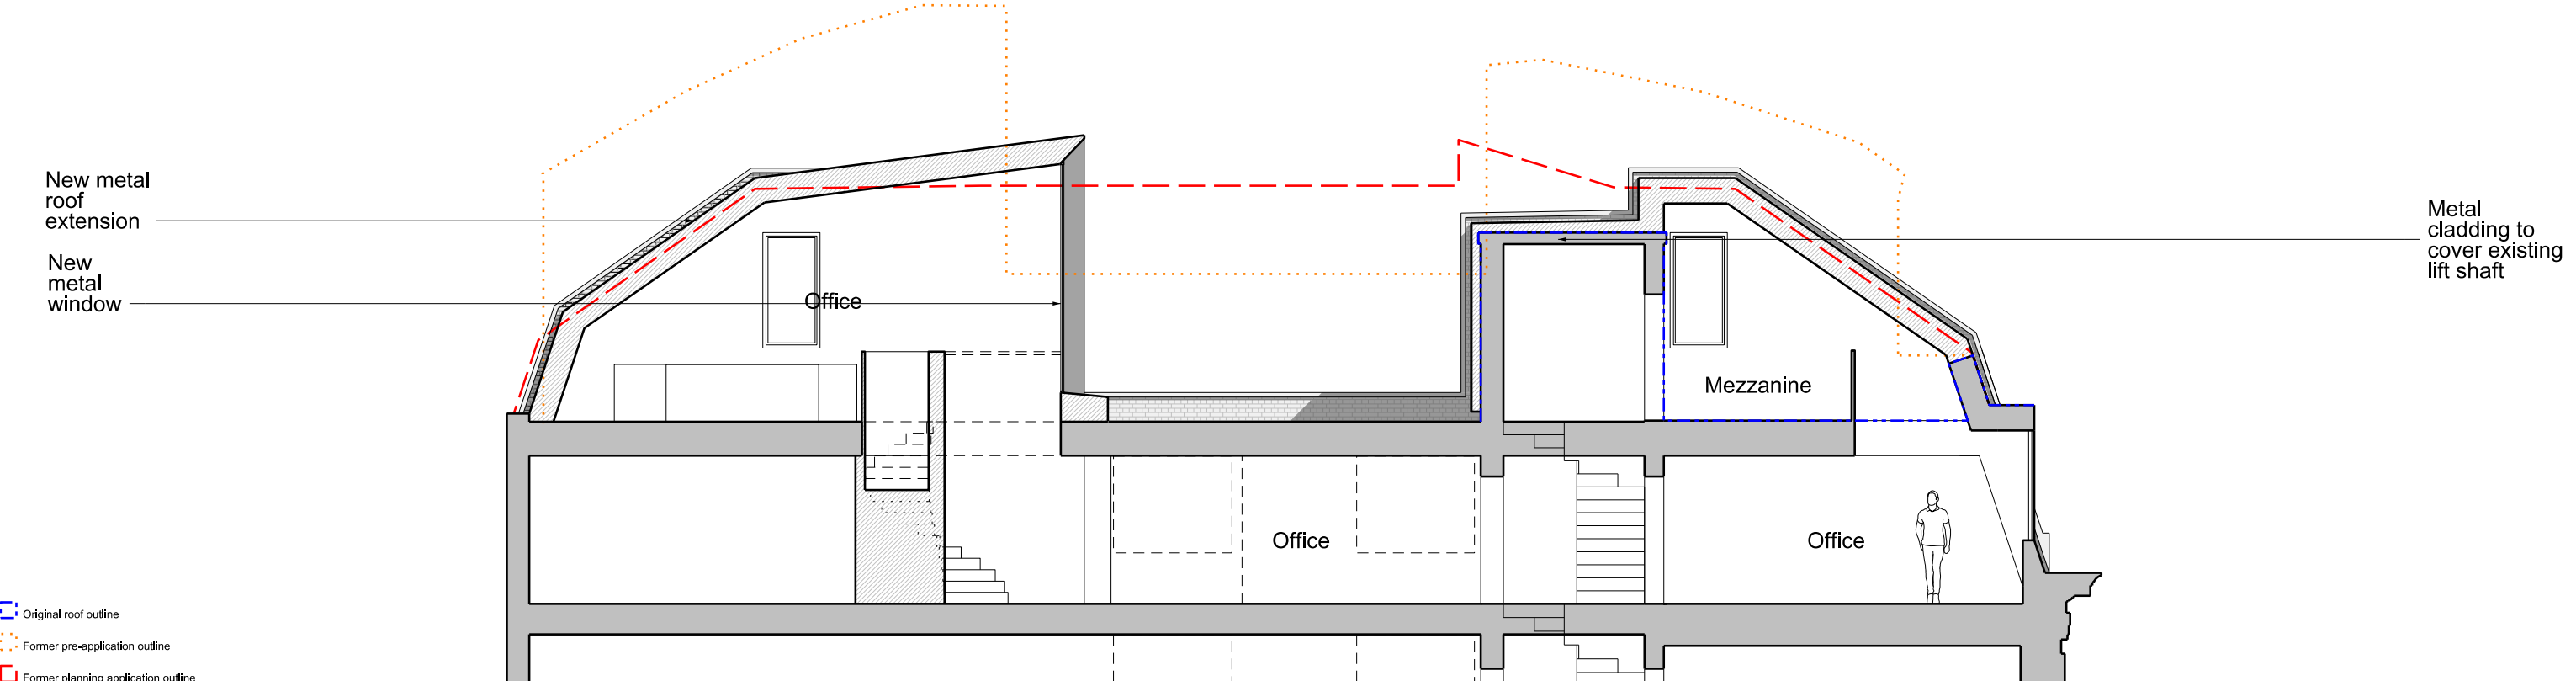 New metal
roof
extension
New
metal
window
Office
Mezzanine
Metal
cladding to
cover existing
lift shaft
Office
Office
Original roof outline
Former pre-application outline
Former planning application outline